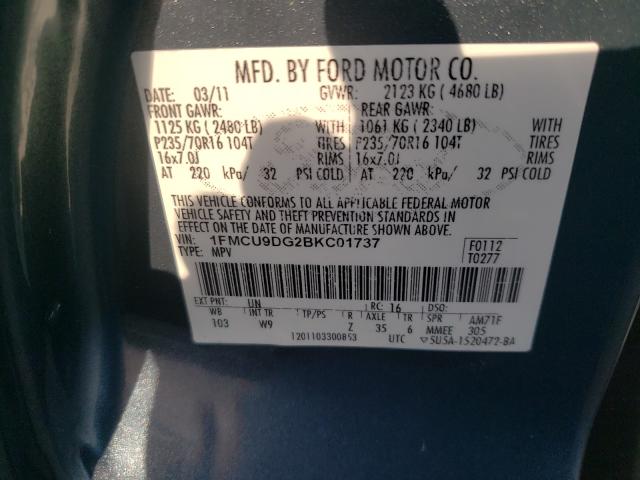 MFD. BY FORD MOTOR CO.
DATE: 03/11 GVWR: 2123 KG ( 4680 LB)
FRONT GAWR: REAR GAWR:
1125 KG ( 2480 LB) WITH 1061 KG ( 2340 LB) WITH
P235/70R16 104T TIRES P235/70R16 104T TIRES
16x7.0J RIMS 16x7.0J RIMS
AT 220 kPa/ 32 PSI COLD AT 220 kPa/ 32 PSI COLD
THIS VEHICLE CONFORMS TO ALL APPLICABLE FEDERAL MOTOR
VEHICLE SAFETY AND THEFT PREVENTION STANDARDS IN
EFFECT ON THE DATE OF MANUFACTURE SHOWN ABOVE.
VIN: 1FMCU9DG2BKC01737 F0112
TYPE: MPV T0277
EXT PNT: UN RC: 16 DSO:
WB INT TR TP/PS R AXLE TR SPR AM71F
103 W9 Z 35 6 MMEE 305
1201103300853 UTC 5U5A-1520472-BA